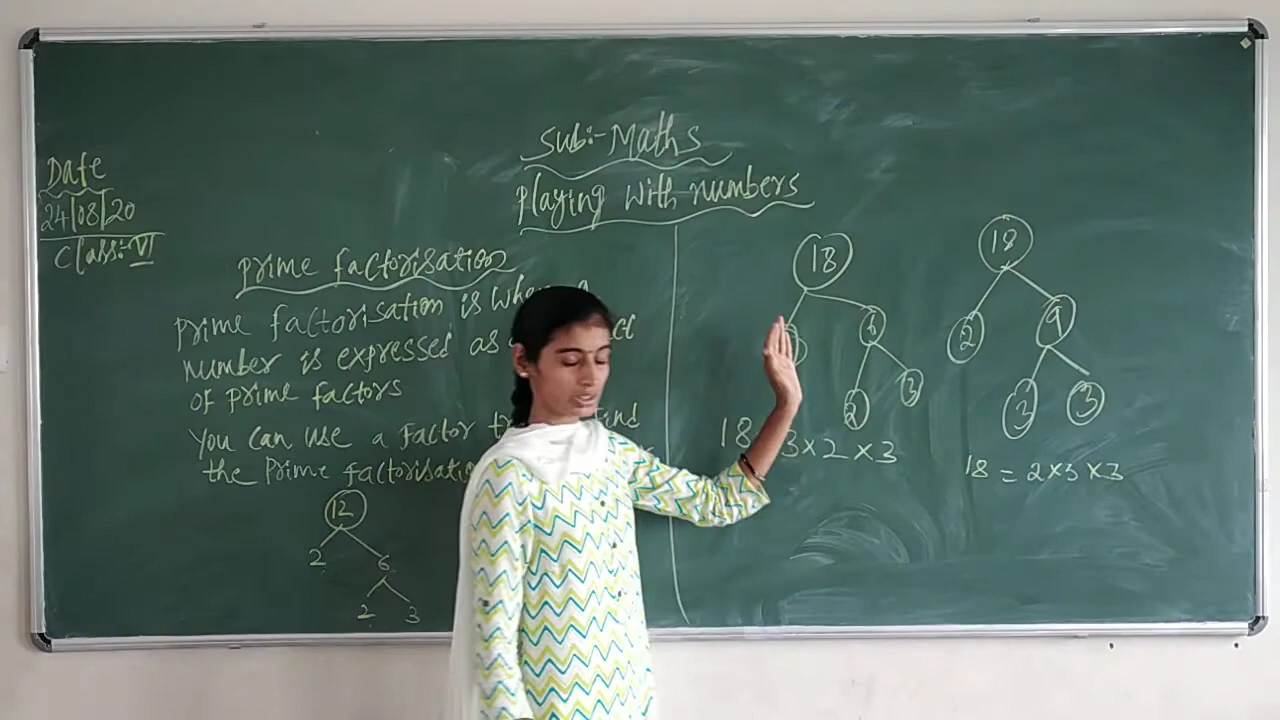 Sub:- Maths
Playing with numbers
Date
24/08/20
Class:- VI
Prime factorisation
Prime factorisation is when a
number is expressed as
of prime factors
You can use a factor find
the Prime factorisation
12
2 6
2 3
18
6
2 3
18 3×2×3
18
2 9
3 3
18 = 2×3×3